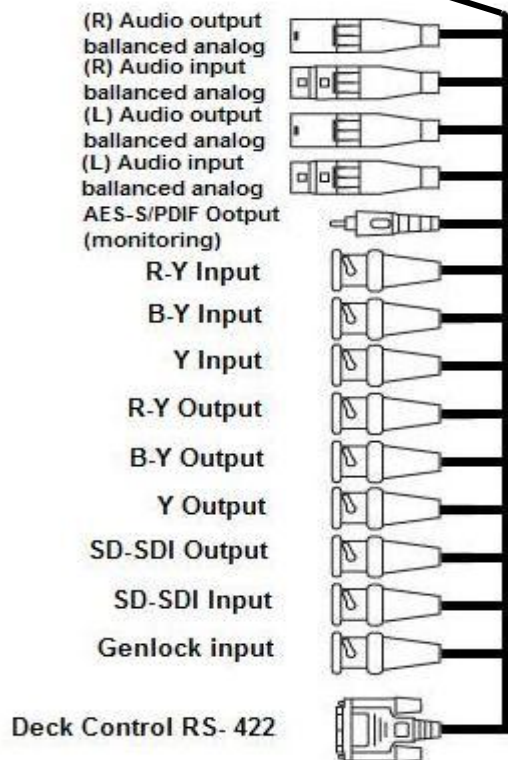 (R) Audio output
ballanced analog
(R) Audio input
ballanced analog
(L) Audio output
ballanced analog
(L) Audio input
ballanced analog
AES-S/PDIF Ootput
(monitoring)
R-Y Input
B-Y Input
Y Input
R-Y Output
B-Y Output
Y Output
SD-SDI Output
SD-SDI Input
Genlock input
Deck Control RS- 422